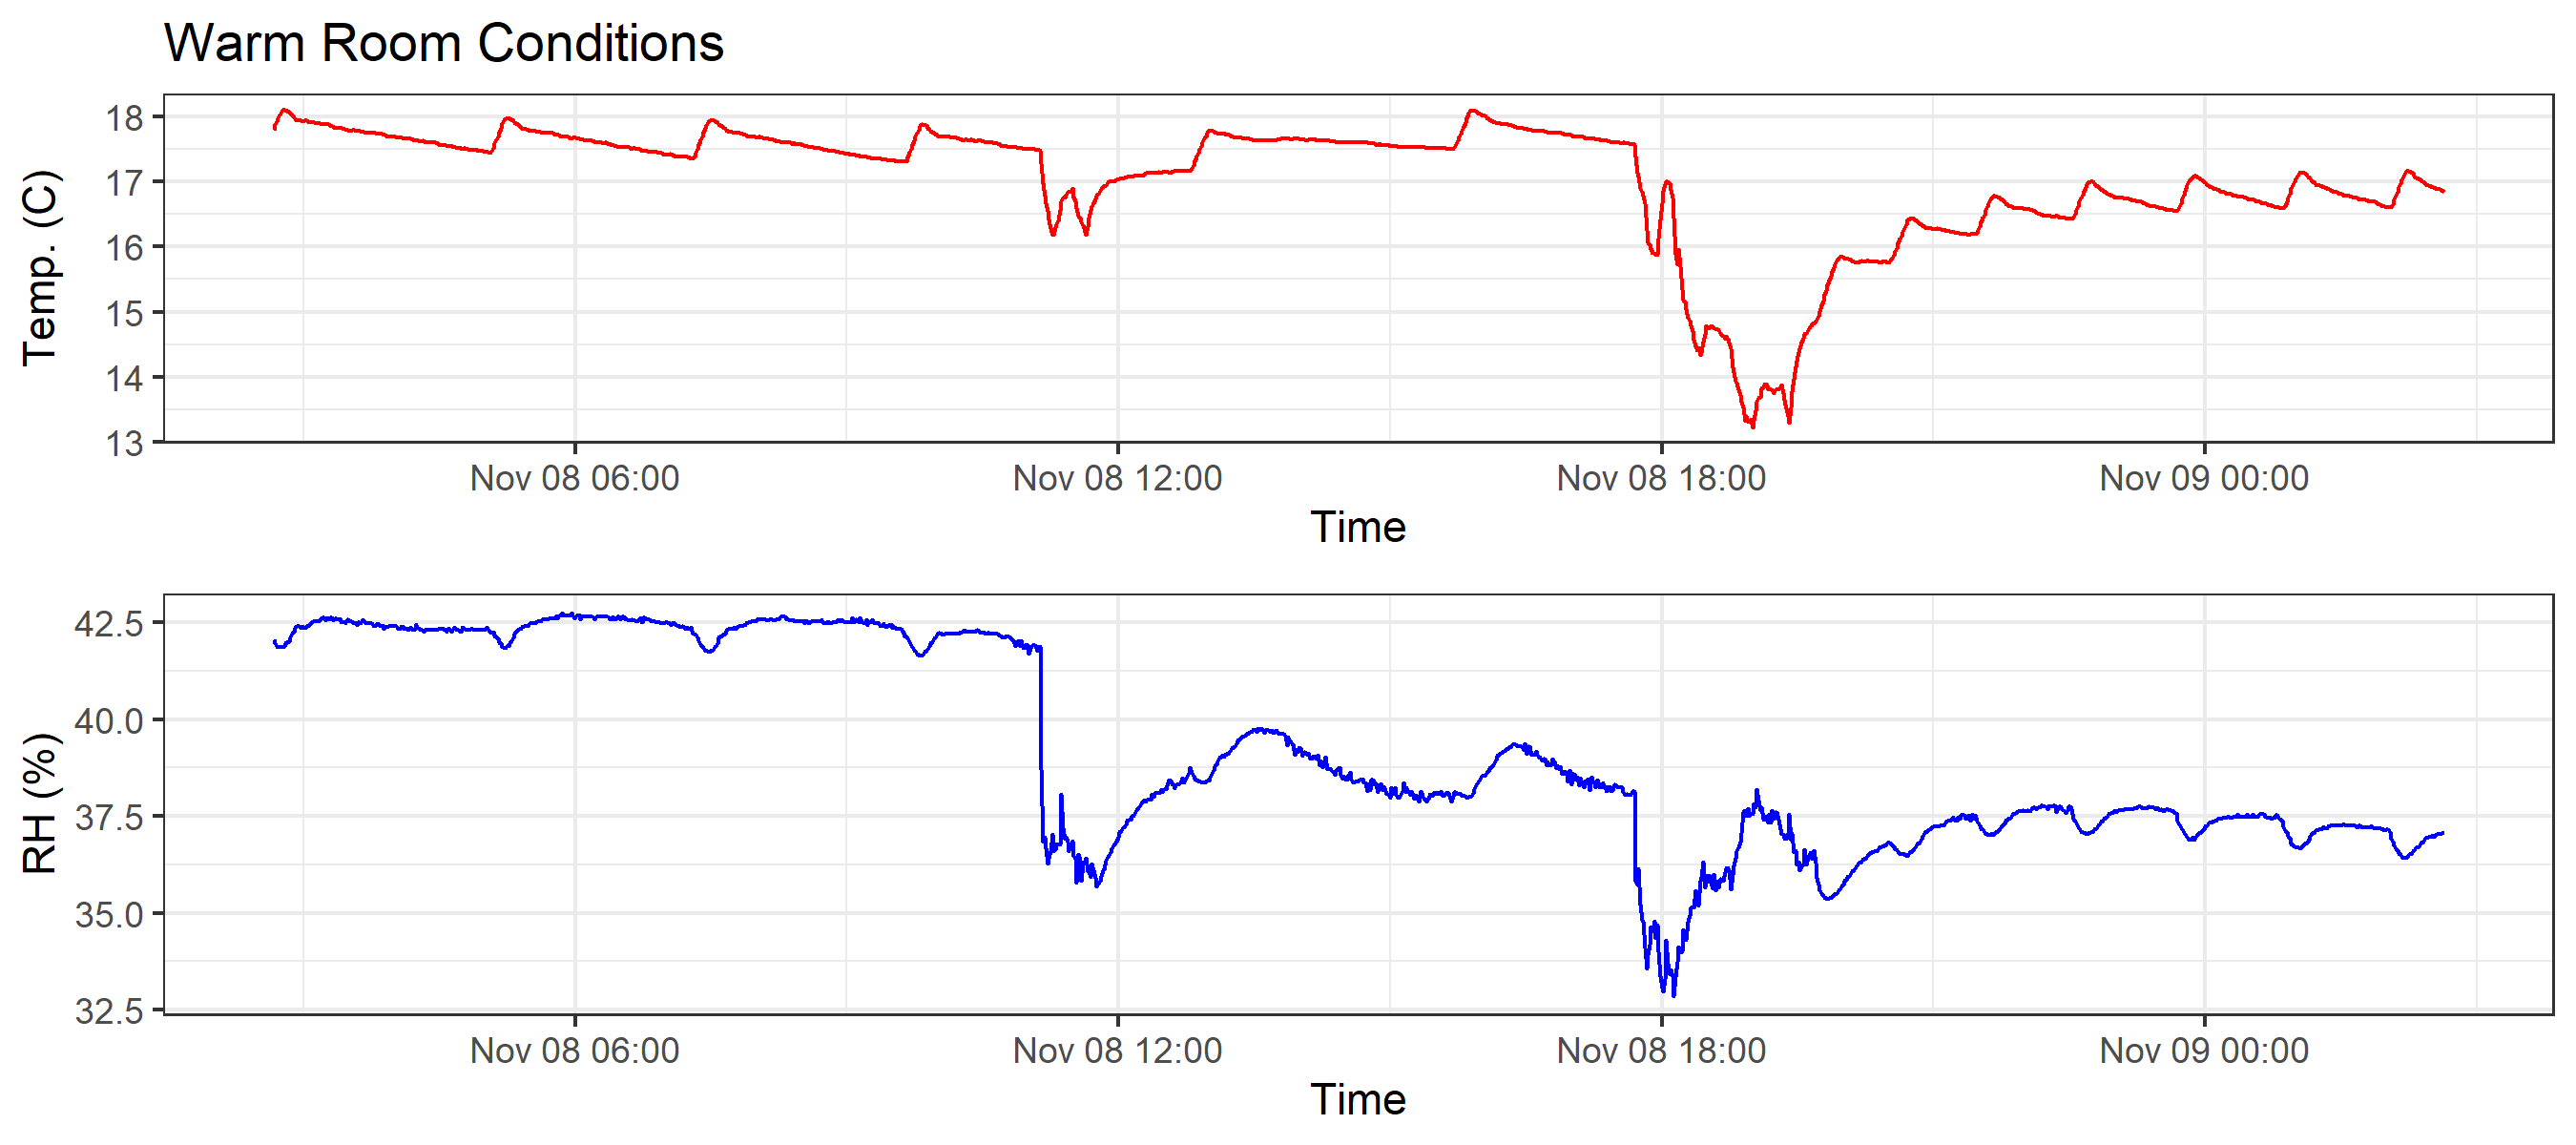 Warm Room Conditions
Temp. (C)
18
17
16
15
14
13
Nov 08 06:00 Nov 08 12:00 Nov 08 18:00 Nov 09 00:00
Time
RH (%)
42.5
40.0
37.5
35.0
32.5
Nov 08 06:00 Nov 08 12:00 Nov 08 18:00 Nov 09 00:00
Time